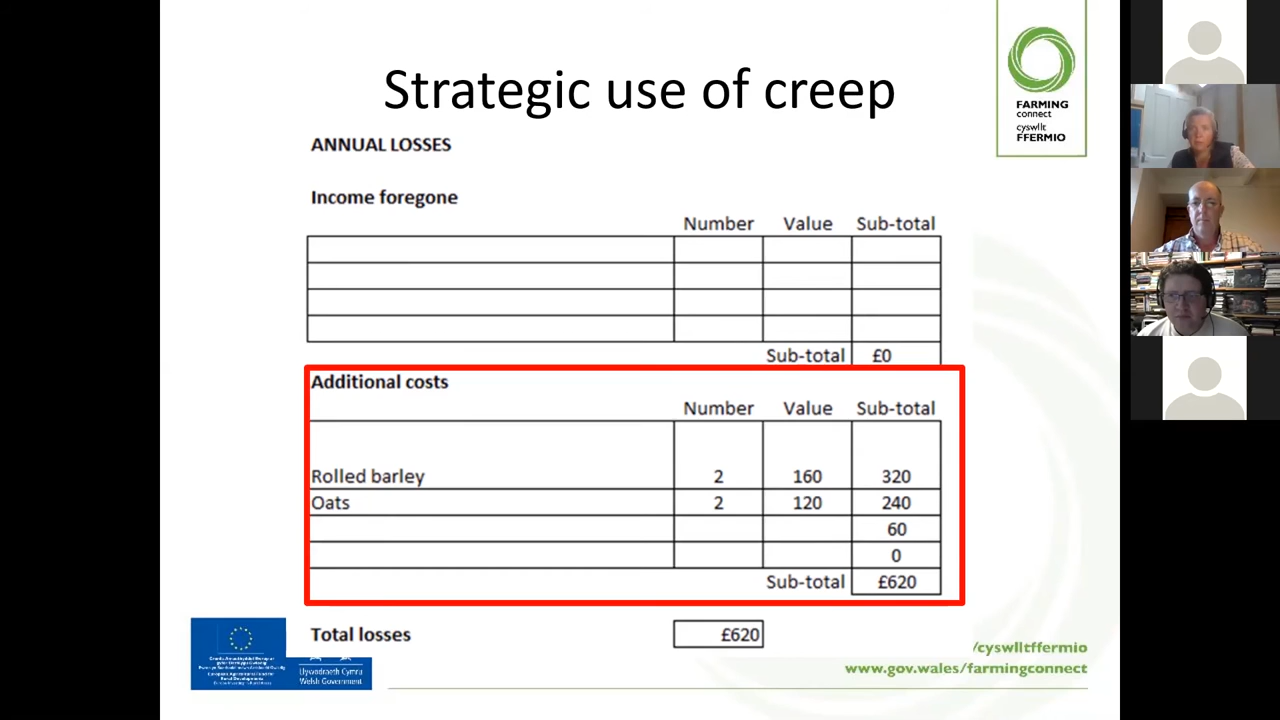 Strategic use of creep
FARMING
connect
cyswllt
FFERMIO
ANNUAL LOSSES
Income foregone
Number Value Sub-total
Sub-total £0
Additional costs
Number Value Sub-total
Rolled barley 2 160 320
Oats 2 120 240
60
0
Sub-total £620
Total losses £620
Llywodraeth Cymru
Welsh Government
/cyswlltffermio
www.gov.wales/farmingconnect